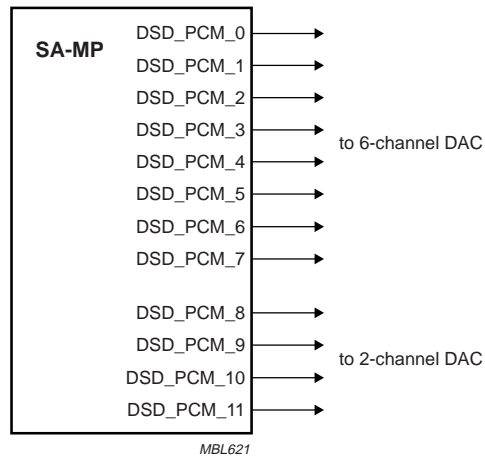 SA-MP
DSD_PCM_0
DSD_PCM_1
DSD_PCM_2
DSD_PCM_3
DSD_PCM_4
DSD_PCM_5
DSD_PCM_6
DSD_PCM_7
to 6-channel DAC
DSD_PCM_8
DSD_PCM_9
DSD_PCM_10
DSD_PCM_11
to 2-channel DAC
MBL621